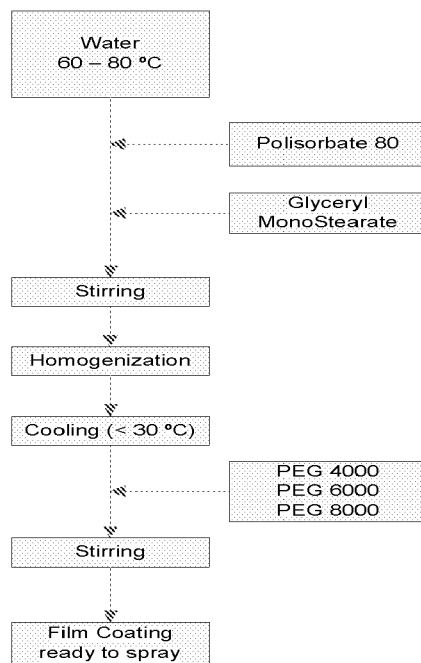 Water
60 – 80 ºC
Polisorbate 80
Glyceryl
MonoStearate
Stirring
Homogenization
Cooling (< 30 ºC)
PEG 4000
PEG 6000
PEG 8000
Stirring
Film Coating
ready to spray